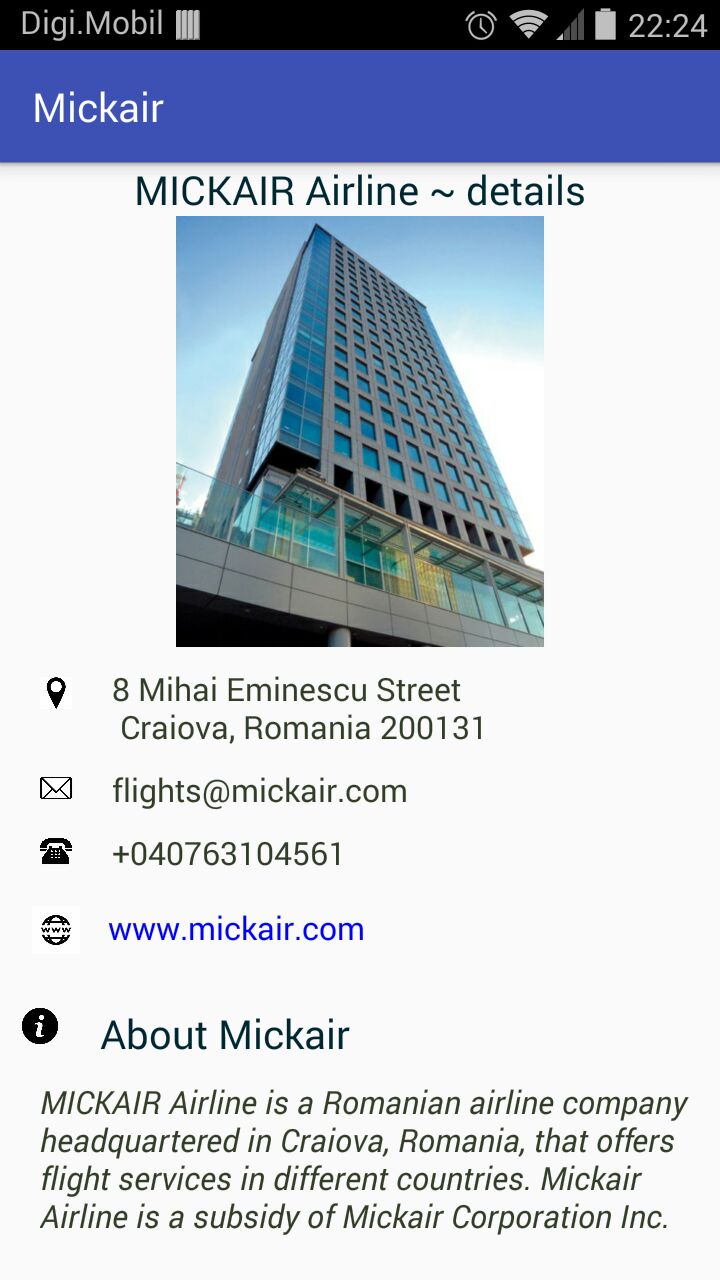 Digi.Mobil 22:24
Mickair
MICKAIR Airline ~ details
8 Mihai Eminescu Street
Craiova, Romania 200131
flights@mickair.com
+040763104561
www
www.mickair.com
i About Mickair
MICKAIR Airline is a Romanian airline company
headquartered in Craiova, Romania, that offers
flight services in different countries. Mickair
Airline is a subsidy of Mickair Corporation Inc.